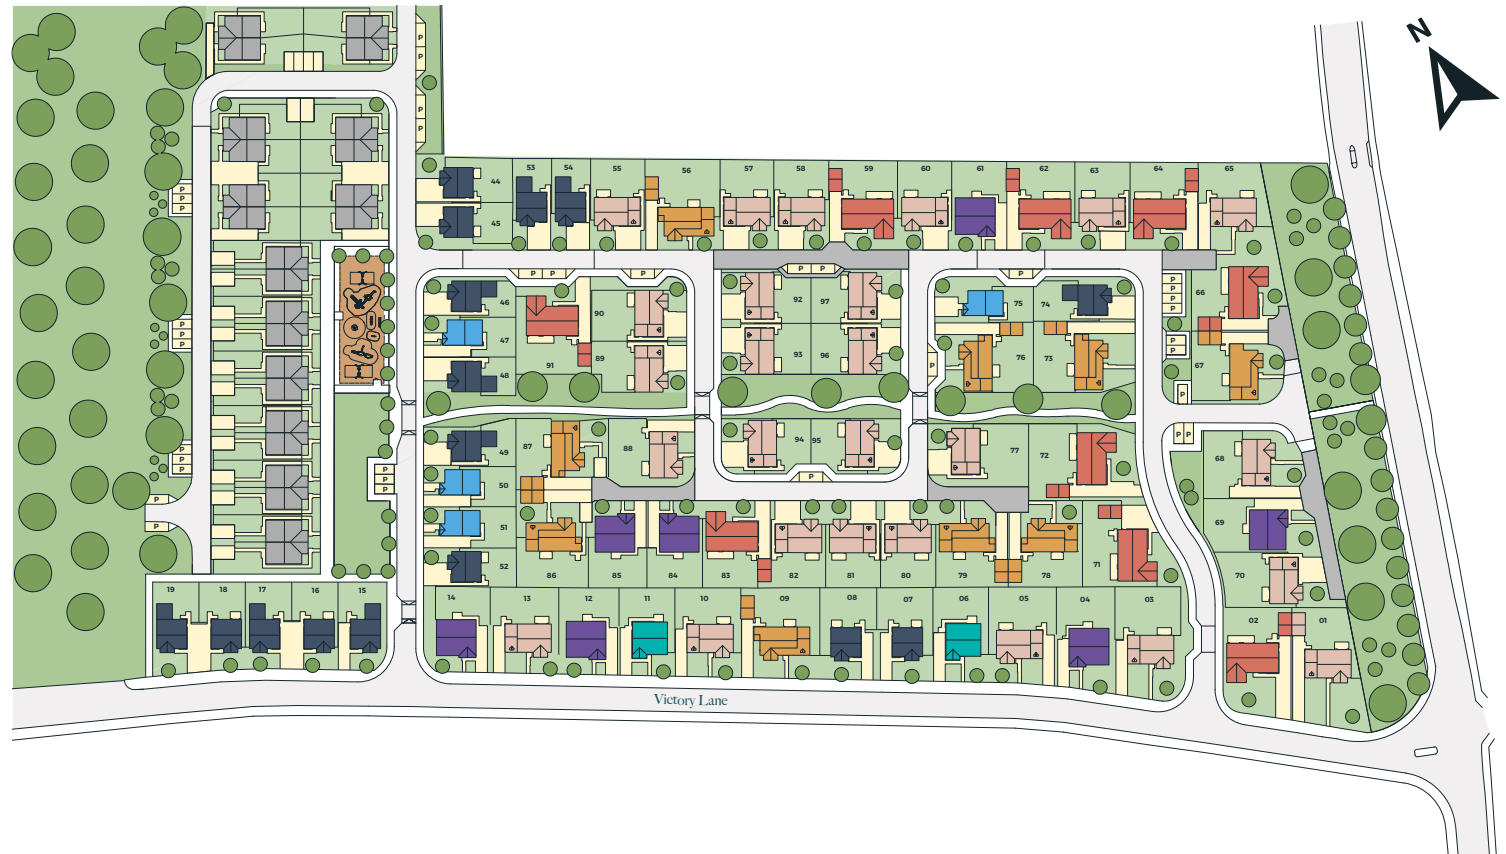 N
P
P
P
P
53 54 55 56 57 58 59 60 61 62 63 64 65
44
45
P
P
P
P P
P
P P
P
46
47
48
90
89
91
92 97
93 96
75 74
76 73
P
P
P
P
P
66
P
P
67
P
P
P
P
P
49
50
51
52
87
88
94 95
P
77
72
P P
68
69
70
71
P
P
P
P
P
P
P
P
86 85 84 83 82 81 80 79 78
19 18 17 16 15
14 13 12 11 10 09 08 07 06 05 04 03
02 01
Victory Lane